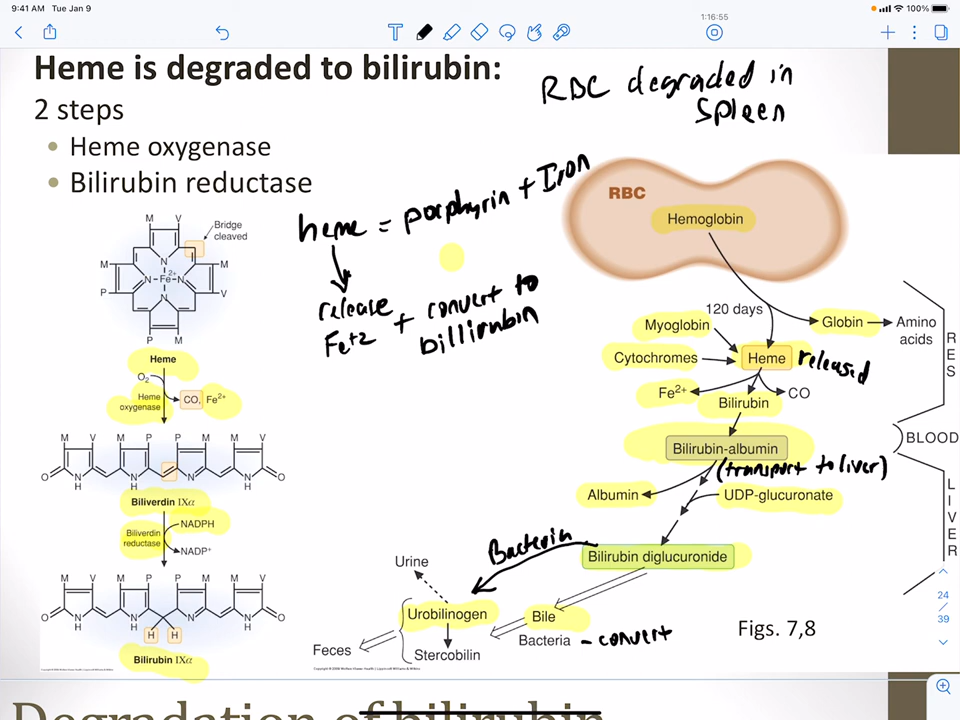 9:41 AM Tue Jan 9
1:16:55
100%
T
Heme is degraded to bilirubin:
2 steps
• Heme oxygenase
• Bilirubin reductase
RBC degraded in
Spleen
heme = porphyrin + Iron
release
Fe+2
+ convert to
billirubin
M V
Bridge
cleaved
M M
N
N Fe2+ N
N
P V
P M
Heme
O2
Heme
oxygenase
CO, Fe2+
M V M P P M M V
O N H N H N N H O
Biliverdin IXα
Biliverdin
reductase
NADPH
NADP+
M V M P P M M V
O N H N H N N H O
H H
Bilirubin IXα
RBC
Hemoglobin
120 days
Myoglobin
Globin
Amino
acids
Cytochromes
Heme released
Fe2+
CO
Bilirubin
Bilirubin-albumin
(transport to liver)
Albumin
UDP-glucuronate
Bacteria
Bilirubin diglucuronide
Urine
Urobilinogen
Bile
Bacteria - convert
Feces
Stercobilin
RES
BLOOD
LIVER
Figs. 7,8
24
/
39
Degradation of bilirubin